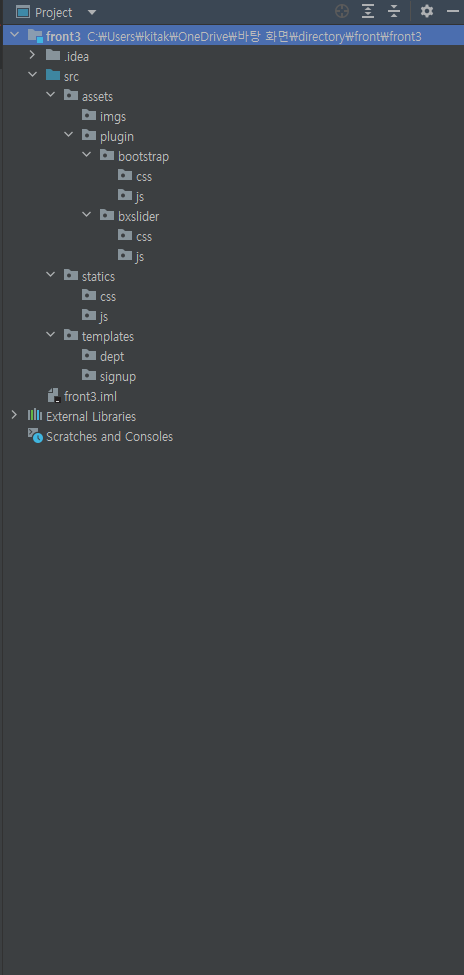 Project
front3 C:₩Users₩kitak₩OneDrive₩바탕 화면₩directory₩front₩front3
.idea
src
assets
imgs
plugin
bootstrap
css
js
bxslider
css
js
statics
css
js
templates
dept
signup
front3.iml
External Libraries
Scratches and Consoles